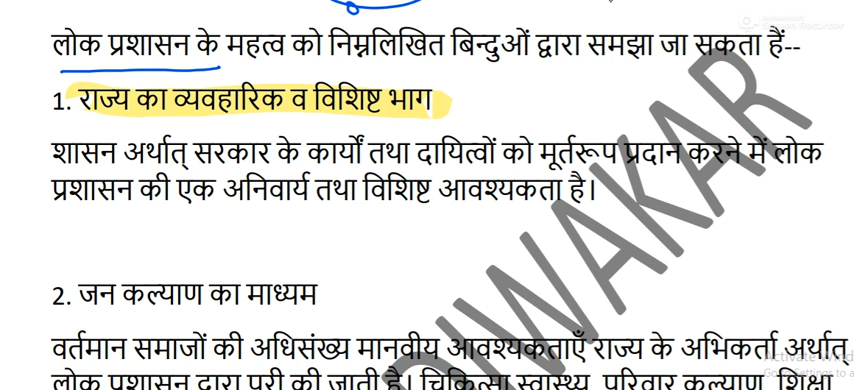 लोक प्रशासन के महत्व को निम्नलिखित बिन्दुओं द्वारा समझा जा सकता हैं--
1. राज्य का व्यवहारिक व विशिष्ट भाग
शासन अर्थात् सरकार के कार्यों तथा दायित्वों को मूर्तरूप प्रदान करने में लोक
प्रशासन की एक अनिवार्य तथा विशिष्ट आवश्यकता है।
2. जन कल्याण का माध्यम
वर्तमान समाजों की अधिसंख्य मानवीय आवश्यकताएँ राज्य के अभिकर्ता अर्थात्
लोक प्रशासन द्वारा पूरी की जाती है। चिकित्सा स्वास्थ्य, परिवार कल्याण, शिक्षा
DIWAKAR